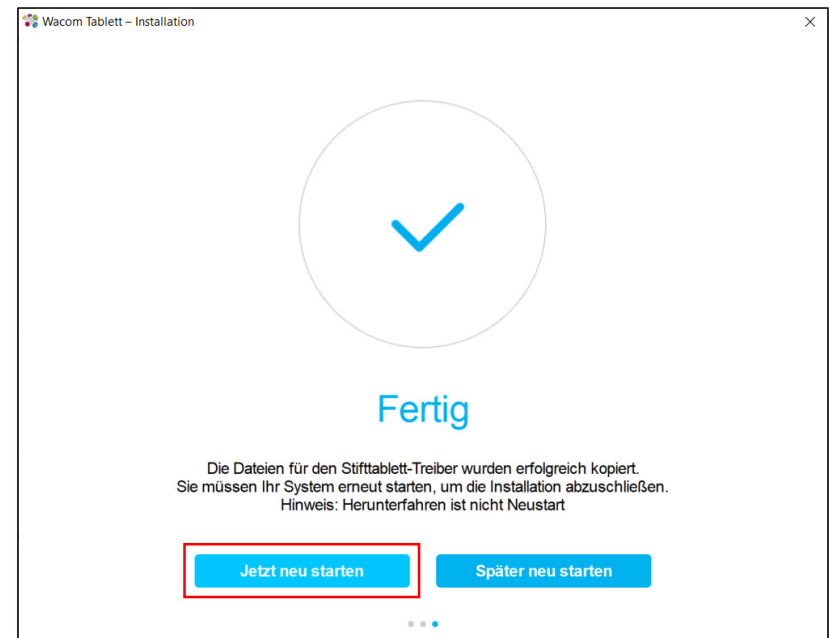 Wacom Tablett – Installation
Fertig
Die Dateien für den Stifttablett-Treiber wurden erfolgreich kopiert.
Sie müssen Ihr System erneut starten, um die Installation abzuschließen.
Hinweis: Herunterfahren ist nicht Neustart
Jetzt neu starten
Später neu starten